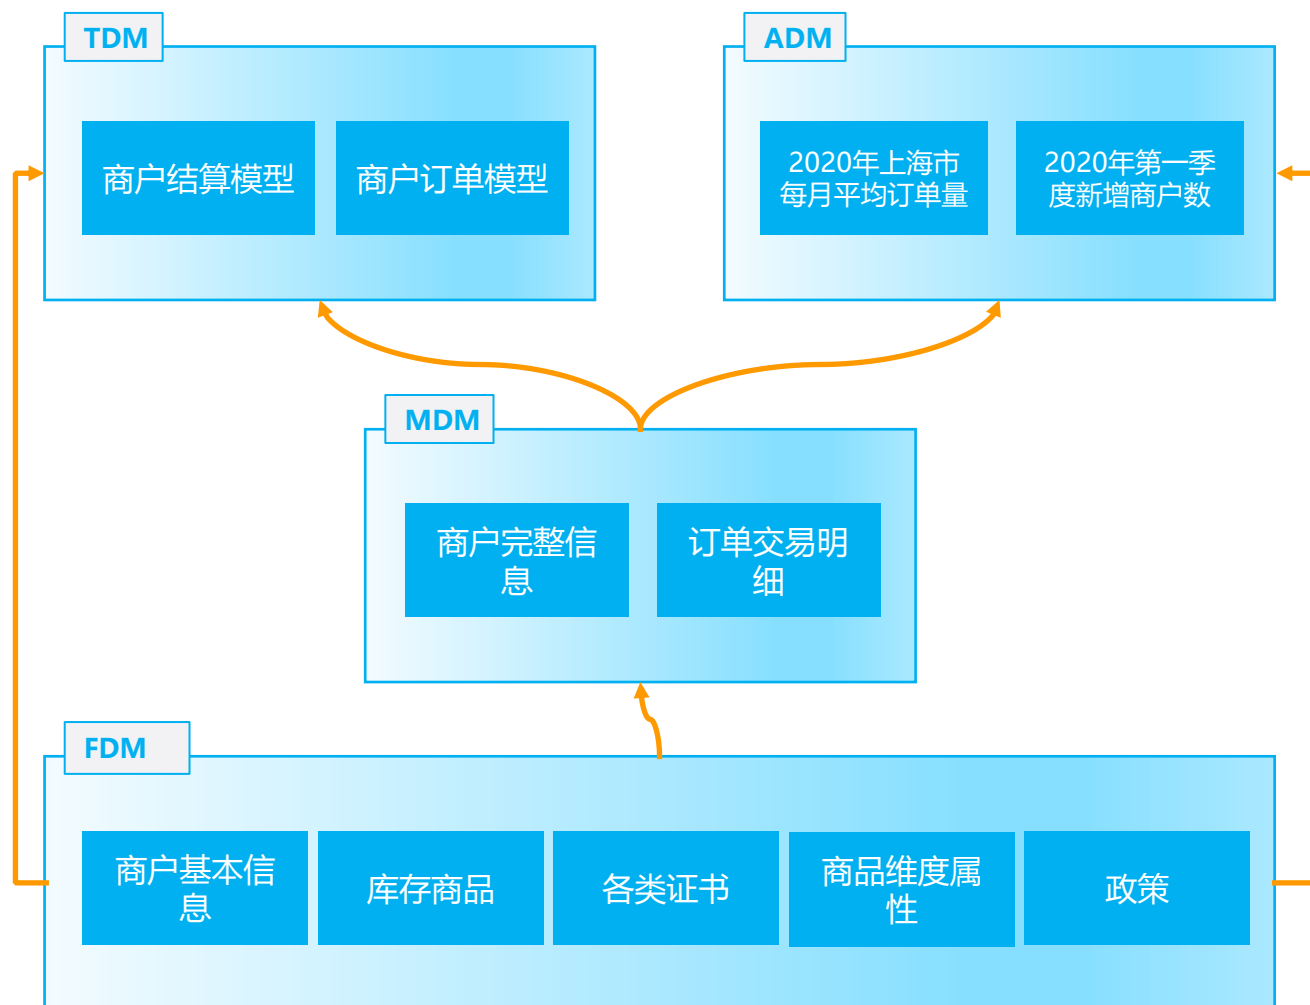 TDM
商户结算模型
商户订单模型
ADM
2020年上海市
每月平均订单量
2020年第一季
度新增商户数
MDM
商户完整信
息
订单交易明
细
FDM
商户基本信
息
库存商品
各类证书
商品维度属
性
政策